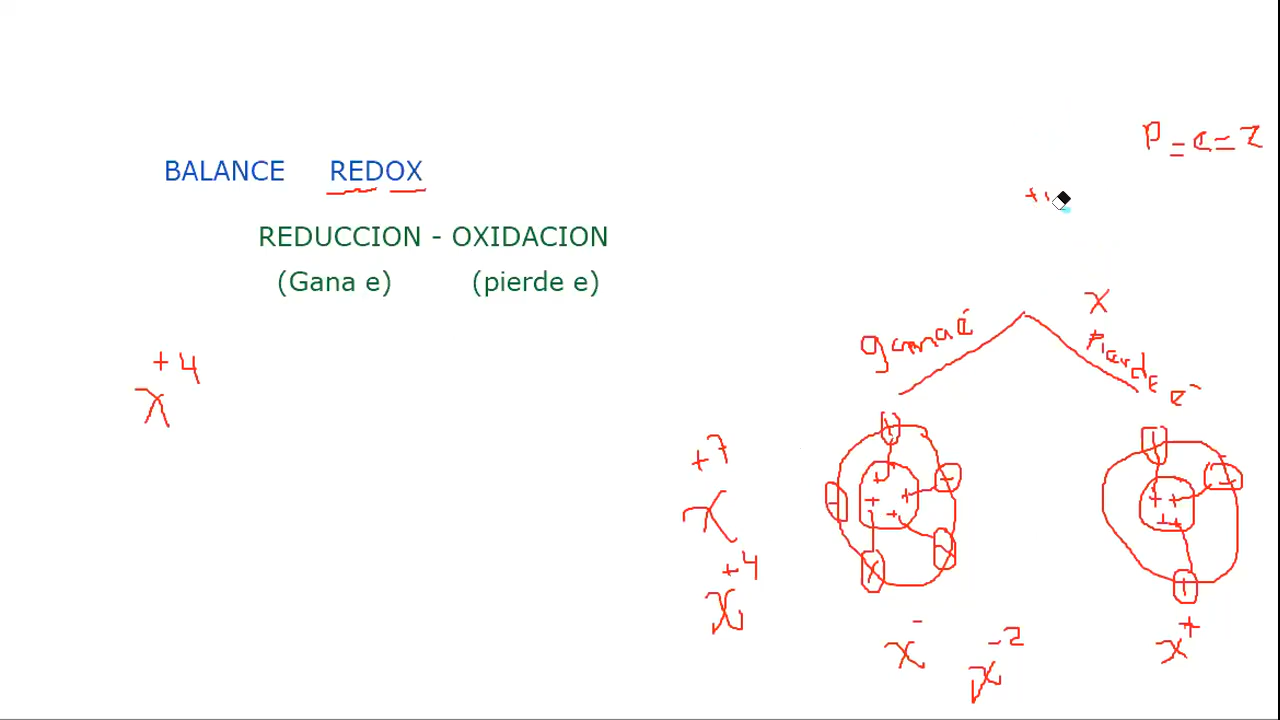 P = e = Z
BALANCE REDOX
REDUCCION - OXIDACION
(Gana e) (pierde e)
x
gana é
Pierde e-
x+4
x+7
x+4
x-
x-2
x+